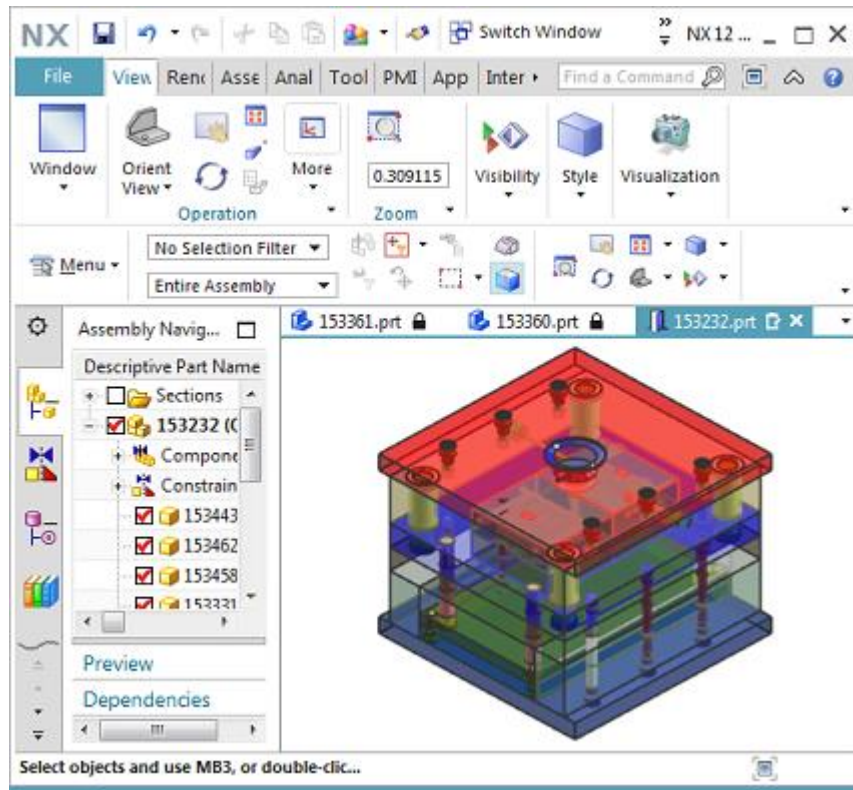 NX Switch Window NX 12 ...
File View Rend Asse Anal Tool PMI App Inter Find a Command
Window Orient View More 0.309115 Visibility Style Visualization
Operation Zoom
Menu No Selection Filter
Entire Assembly
Assembly Navig... 153361.prt 153360.prt 153232.prt
Descriptive Part Name
Sections
153232 (C
Compone
Constrain
153443
153462
153458
153331
Preview
Dependencies
Select objects and use MB3, or double-clic...